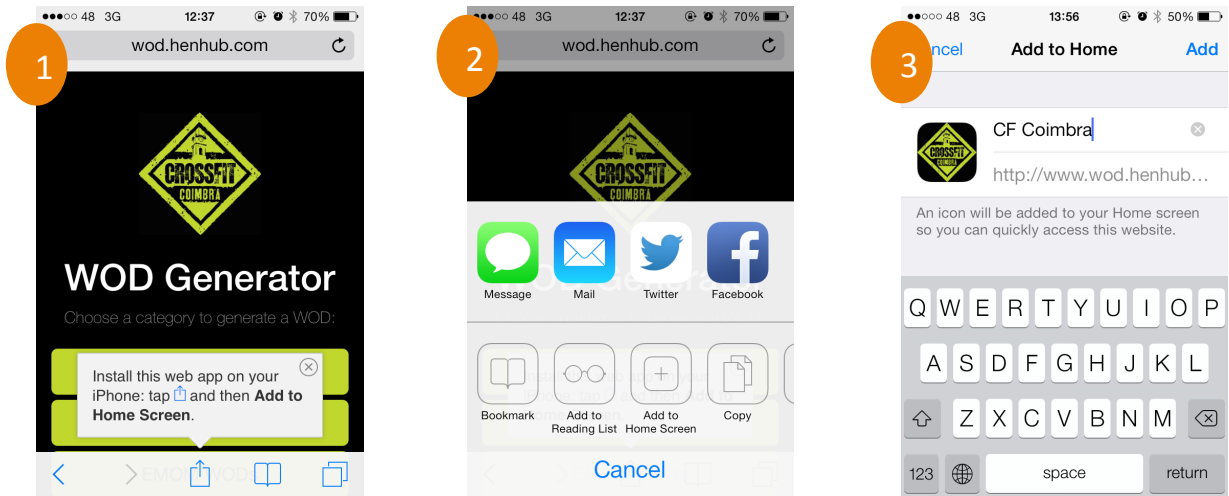 48 3G 12:37 70%
1
wod.henhub.com
CROSSFIT
COIMBRA
WOD Generator
Choose a category to generate a WOD:
Install this web app on your
iPhone: tap and then Add to
Home Screen.
EMOM WODs
48 3G 12:37 70%
2
wod.henhub.com
CROSSFIT
COIMBRA
Message Mail Twitter Facebook
Bookmark Add to Reading List Add to Home Screen Copy
Cancel
48 3G 13:56 50%
3
ncel Add to Home Add
CROSSFIT
CF Coimbra
http://www.wod.henhub...
An icon will be added to your Home screen
so you can quickly access this website.
Q W E R T Y U I O P
A S D F G H J K L
Z X C V B N M
123 space return